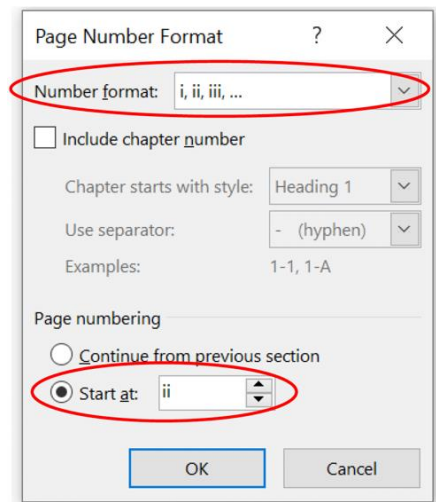 Page Number Format ?
Number format: i, ii, iii, ...
Include chapter number
Chapter starts with style: Heading 1
Use separator: - (hyphen)
Examples: 1-1, 1-A
Page numbering
Continue from previous section
Start at: ii
OK Cancel